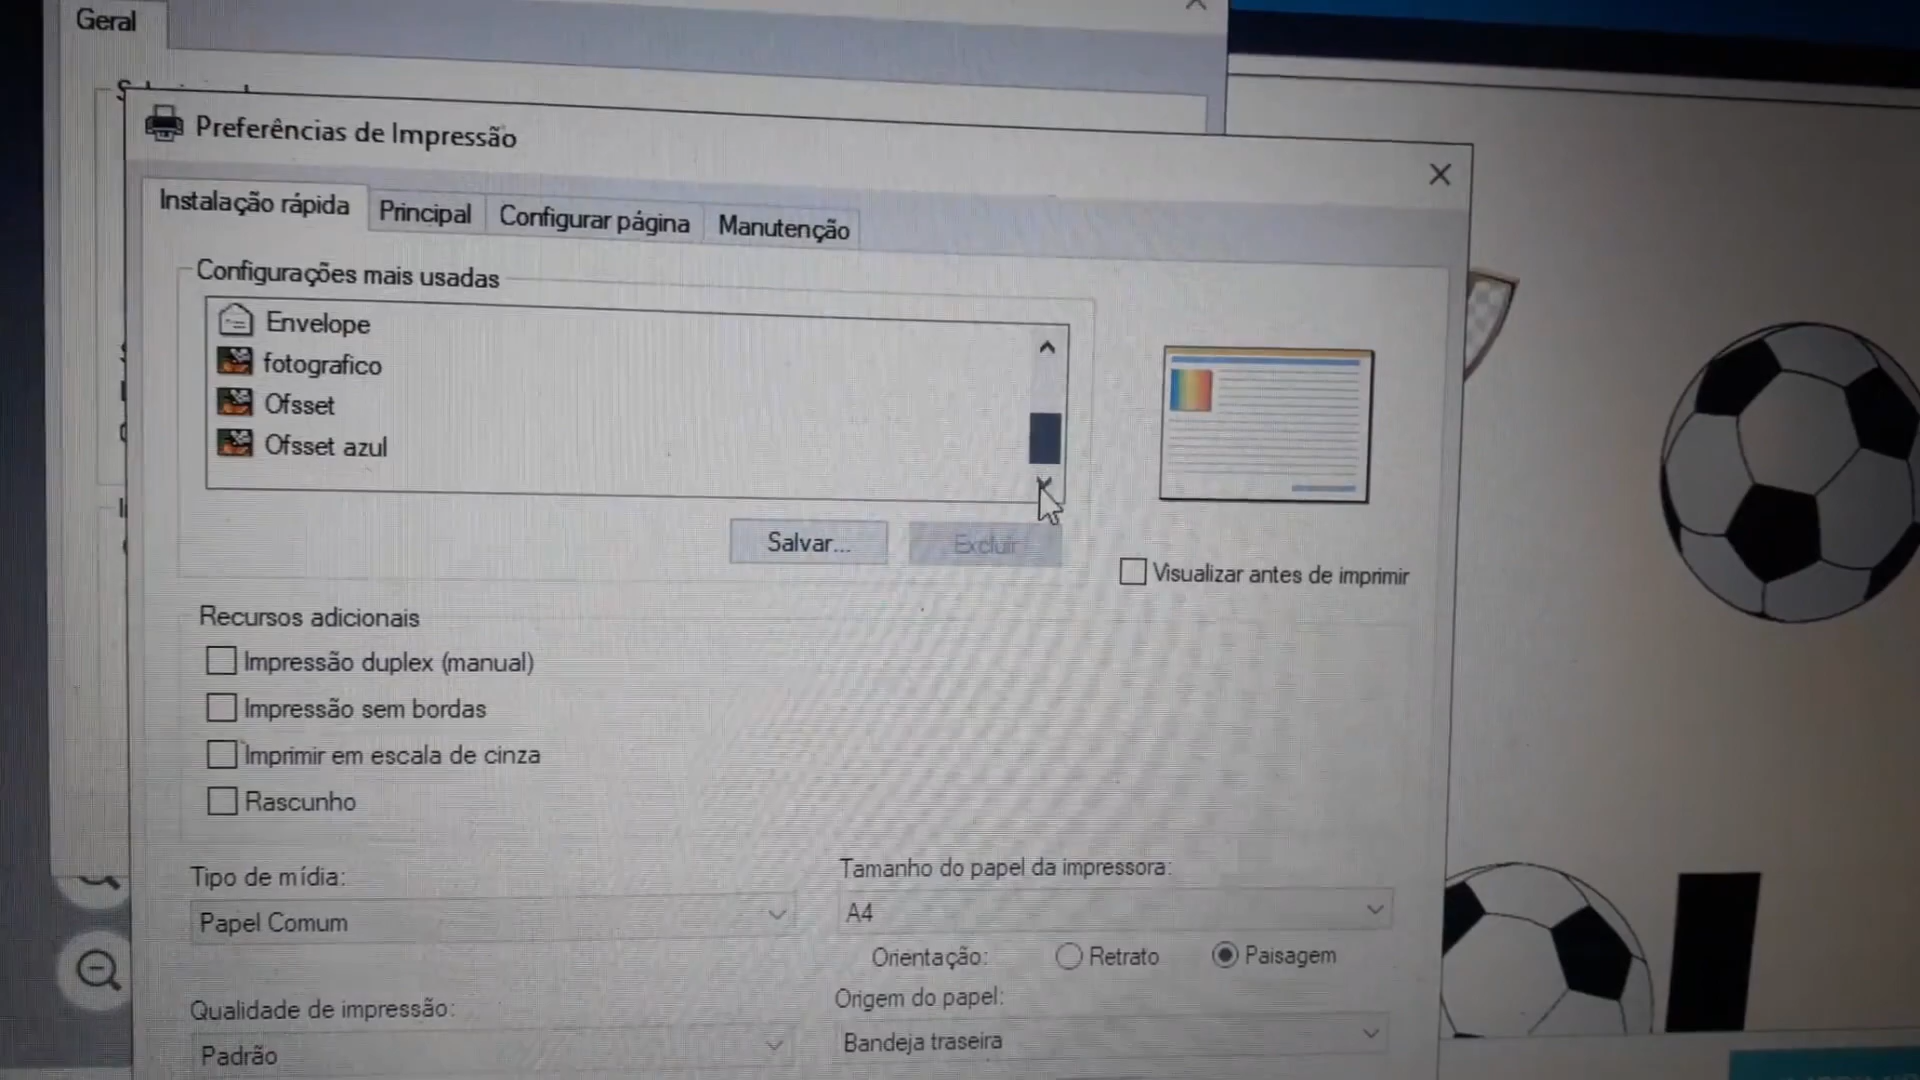 Geral
Preferências de Impressão
Instalação rápida
Principal
Configurar página
Manutenção
Configurações mais usadas
Envelope
fotografico
Ofsset
Ofsset azul
Salvar...
Excluir
Visualizar antes de imprimir
Recursos adicionais
Impressão duplex (manual)
Impressão sem bordas
Imprimir em escala de cinza
Rascunho
Tipo de mídia:
Tamanho do papel da impressora:
Papel Comum
A4
Orientação:
Retrato
Paisagem
Qualidade de impressão:
Origem do papel:
Padrão
Bandeja traseira